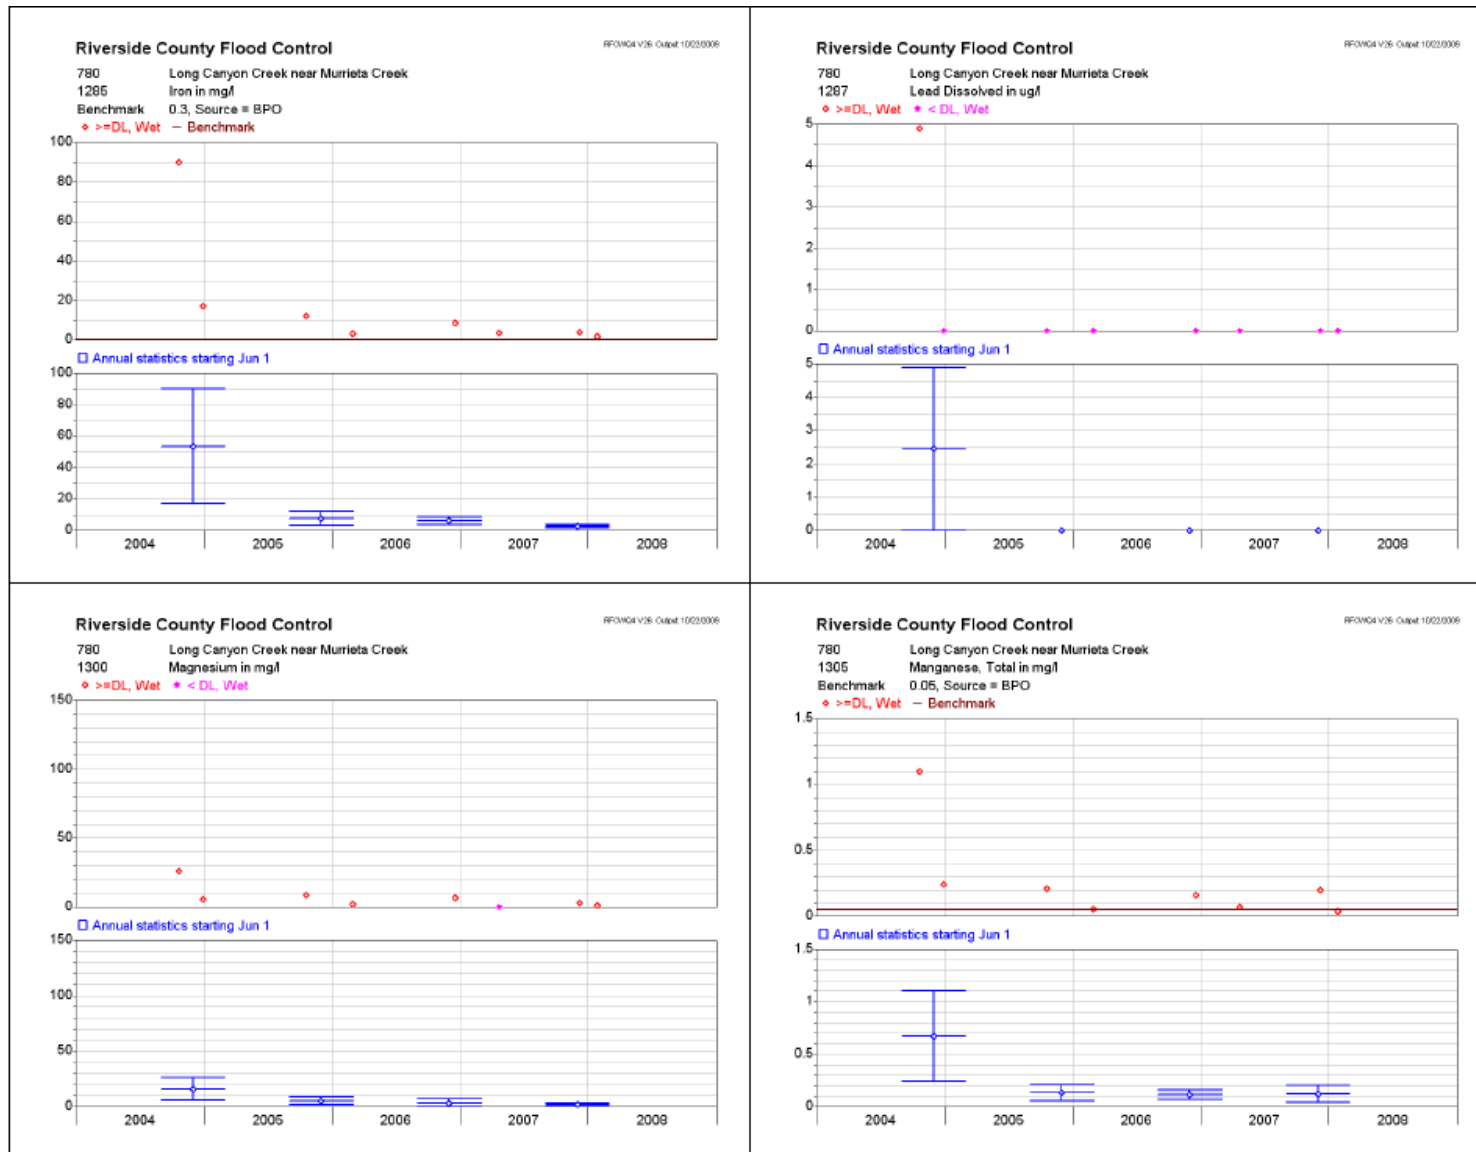 Riverside County Flood Control
780 Long Canyon Creek near Murrieta Creek
1285 Iron in mg/l
Benchmark 0.3, Source = BPO
>=DL, Wet — Benchmark
100
80
60
40
20
0
Annual statistics starting Jun 1
100
80
60
40
20
0
2004 2005 2006 2007 2008
Riverside County Flood Control
780 Long Canyon Creek near Murrieta Creek
1287 Lead Dissolved in ug/l
>=DL, Wet * < DL, Wet
5
4
3
2
1
0
Annual statistics starting Jun 1
5
4
3
2
1
0
2004 2005 2006 2007 2008
Riverside County Flood Control
780 Long Canyon Creek near Murrieta Creek
1300 Magnesium in mg/l
>=DL, Wet * < DL, Wet
150
100
50
0
Annual statistics starting Jun 1
150
100
50
0
2004 2005 2006 2007 2008
Riverside County Flood Control
780 Long Canyon Creek near Murrieta Creek
1305 Manganese, Total in mg/l
Benchmark 0.05, Source = BPO
>=DL, Wet — Benchmark
1.5
1
0.5
0
Annual statistics starting Jun 1
1.5
1
0.5
0
2004 2005 2006 2007 2008